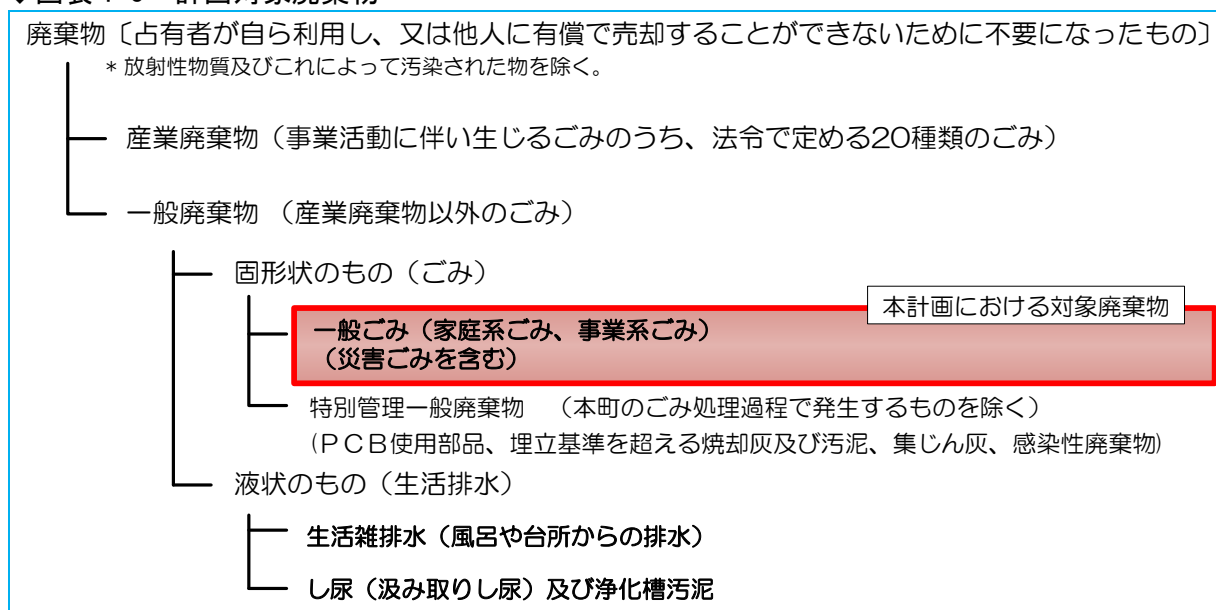 廃棄物〔占有者が自ら利用し、又は他人に有償で売却することができないために不要になったもの〕
＊放射性物質及びこれによって汚染された物を除く。
産業廃棄物（事業活動に伴い生じるごみのうち、法令で定める20種類のごみ）
一般廃棄物 （産業廃棄物以外のごみ）
固形状のもの（ごみ）
本計画における対象廃棄物
一般ごみ（家庭系ごみ、事業系ごみ）
（災害ごみを含む）
特別管理一般廃棄物 （本町のごみ処理過程で発生するものを除く）
(ＰＣＢ使用部品、埋立基準を超える焼却灰及び汚泥、集じん灰、感染性廃棄物)
液状のもの（生活排水）
生活雑排水（風呂や台所からの排水）
し尿（汲み取りし尿）及び浄化槽汚泥